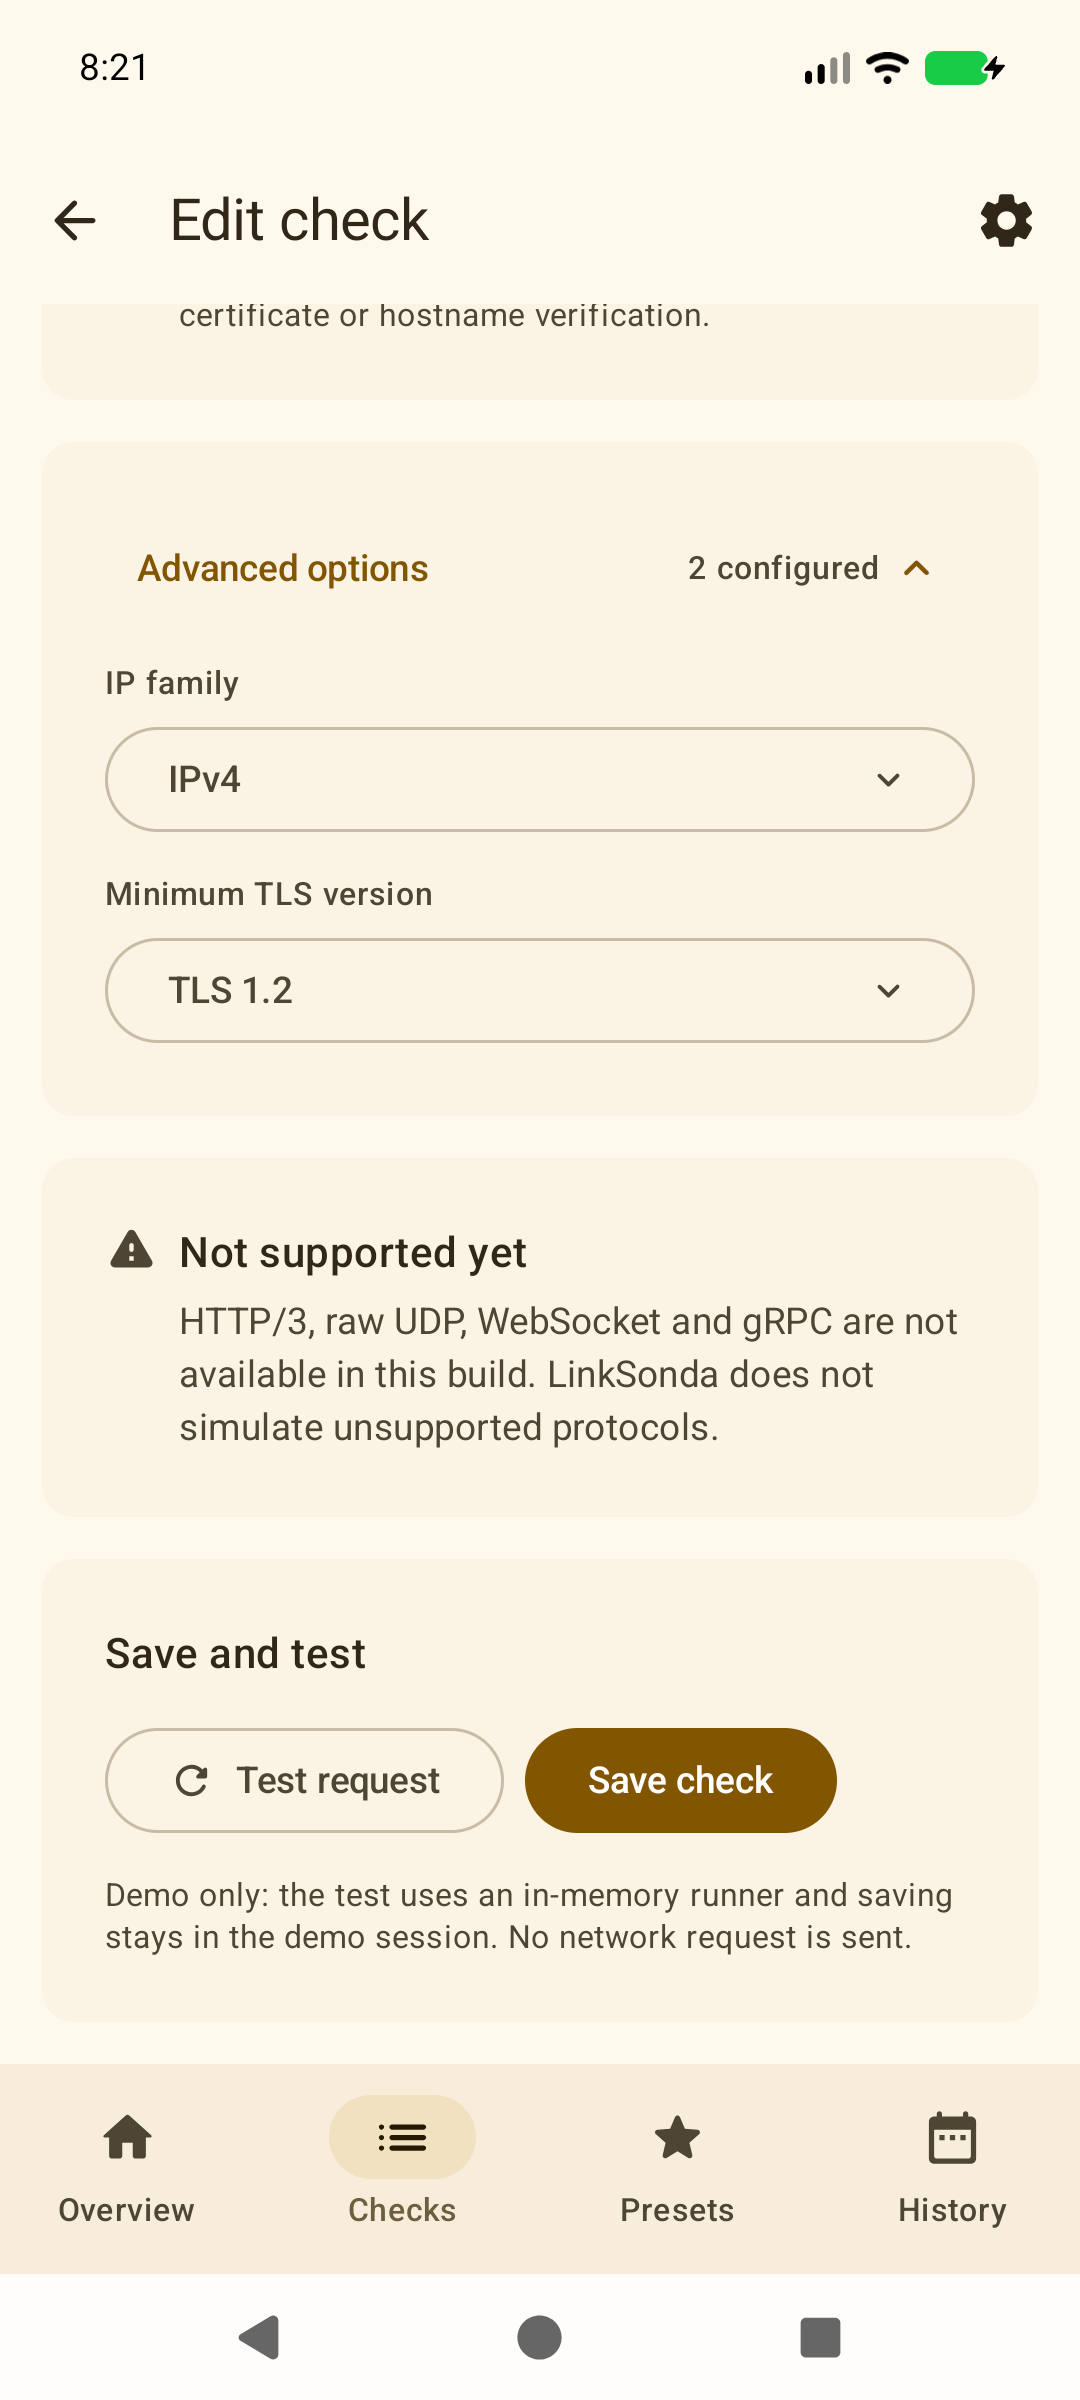 8:21
Edit check
certificate or hostname verification.
Advanced options
2 configured
IP family
IPv4
Minimum TLS version
TLS 1.2
Not supported yet
HTTP/3, raw UDP, WebSocket and gRPC are not
available in this build. LinkSonda does not
simulate unsupported protocols.
Save and test
Test request
Save check
Demo only: the test uses an in-memory runner and saving
stays in the demo session. No network request is sent.
Overview
Checks
Presets
History